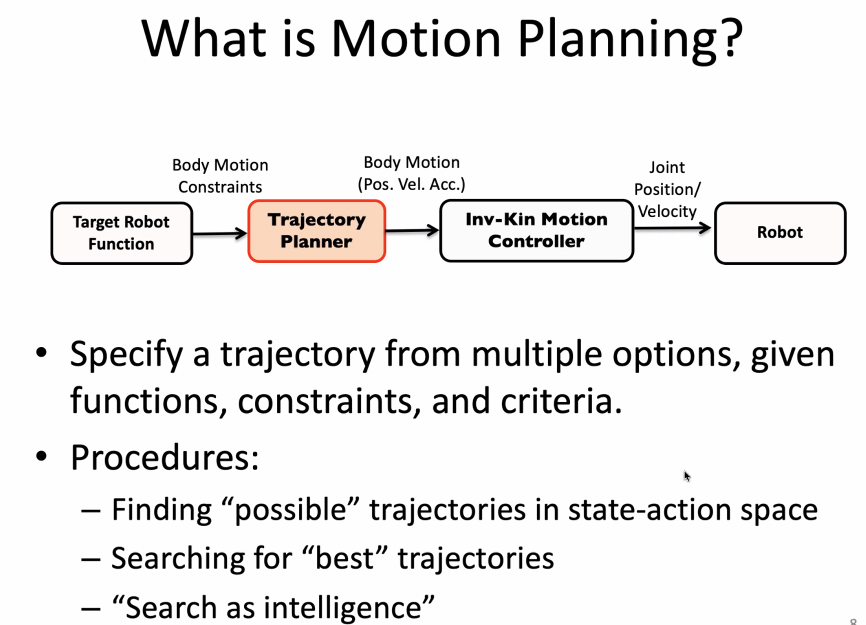 What is Motion Planning?
Body Motion
Constraints
Body Motion
(Pos. Vel. Acc.)
Joint
Position/
Velocity
Target Robot
Function
Trajectory
Planner
Inv-Kin Motion
Controller
Robot
• Specify a trajectory from multiple options, given
functions, constraints, and criteria.
• Procedures:
– Finding “possible” trajectories in state-action space
– Searching for “best” trajectories
– “Search as intelligence”
8